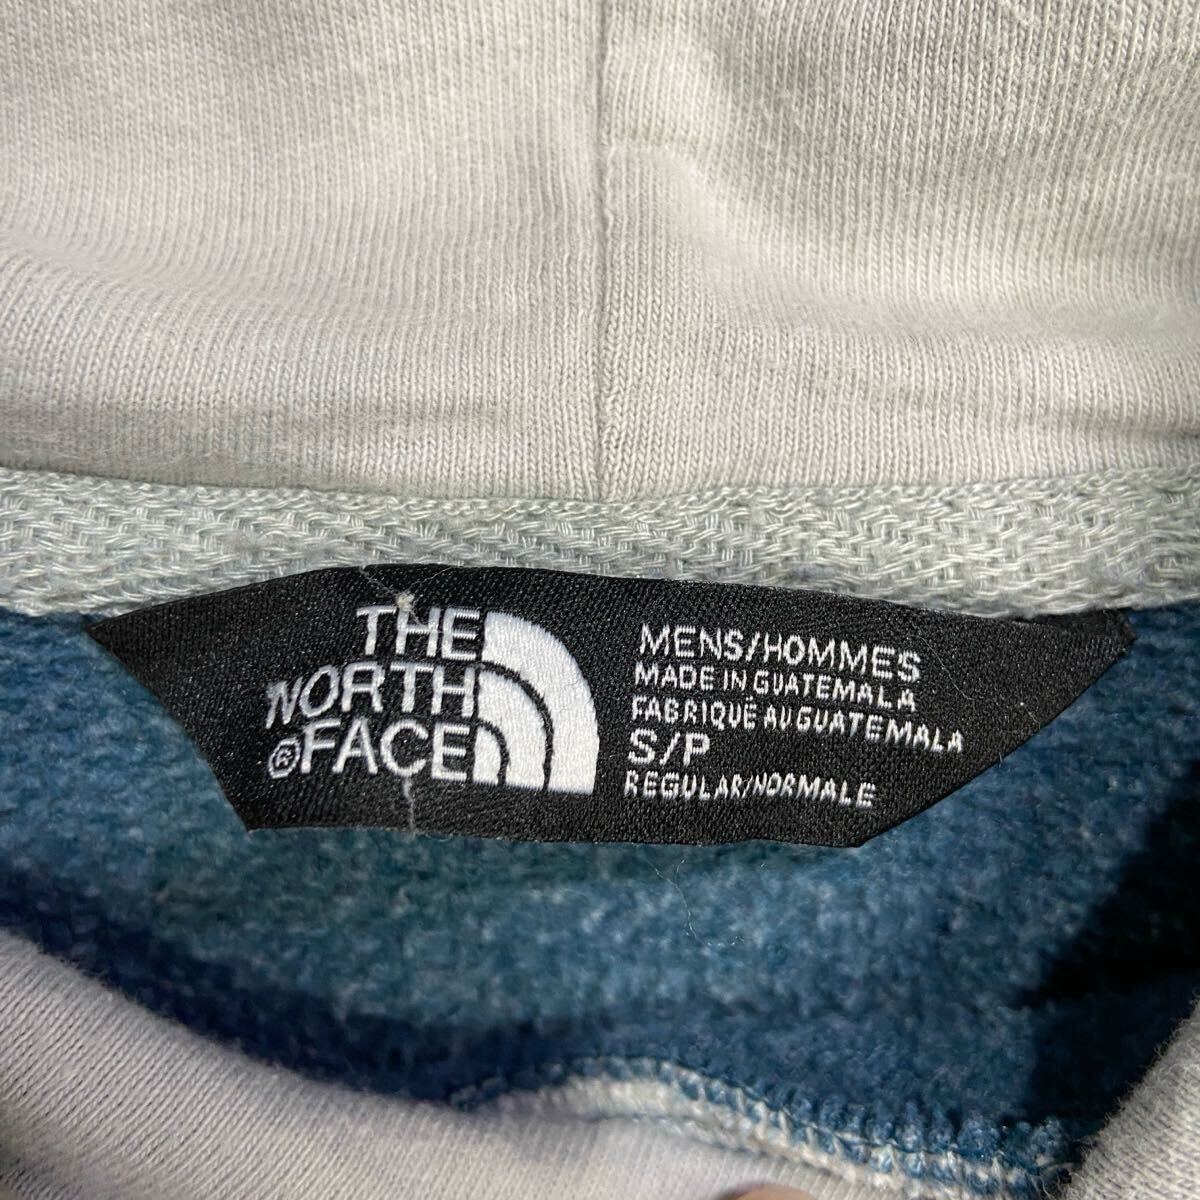 THE
NORTH
®FACE
MENS/HOMMES
MADE IN GUATEMALA
FABRIQUÉ AU GUATEMALA
S/P
REGULAR/NORMALE